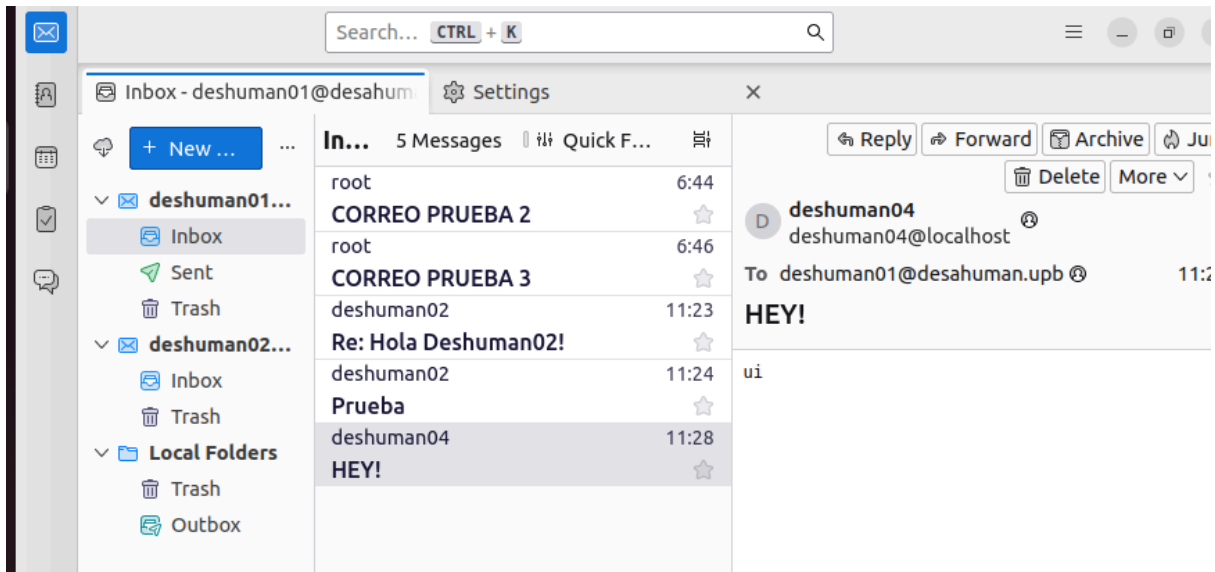 Search... CTRL + K
Inbox - deshuman01@desahum
Settings
+ New ...
deshuman01...
Inbox
Sent
Trash
deshuman02...
Inbox
Trash
Local Folders
Trash
Outbox
In... 5 Messages Quick F...
root 6:44
CORREO PRUEBA 2
root 6:46
CORREO PRUEBA 3
deshuman02 11:23
Re: Hola Deshuman02!
deshuman02 11:24
Prueba
deshuman04 11:28
HEY!
Reply Forward Archive Ju
Delete More
D
deshuman04
deshuman04@localhost
To deshuman01@desahuman.upb 11:2
HEY!
ui